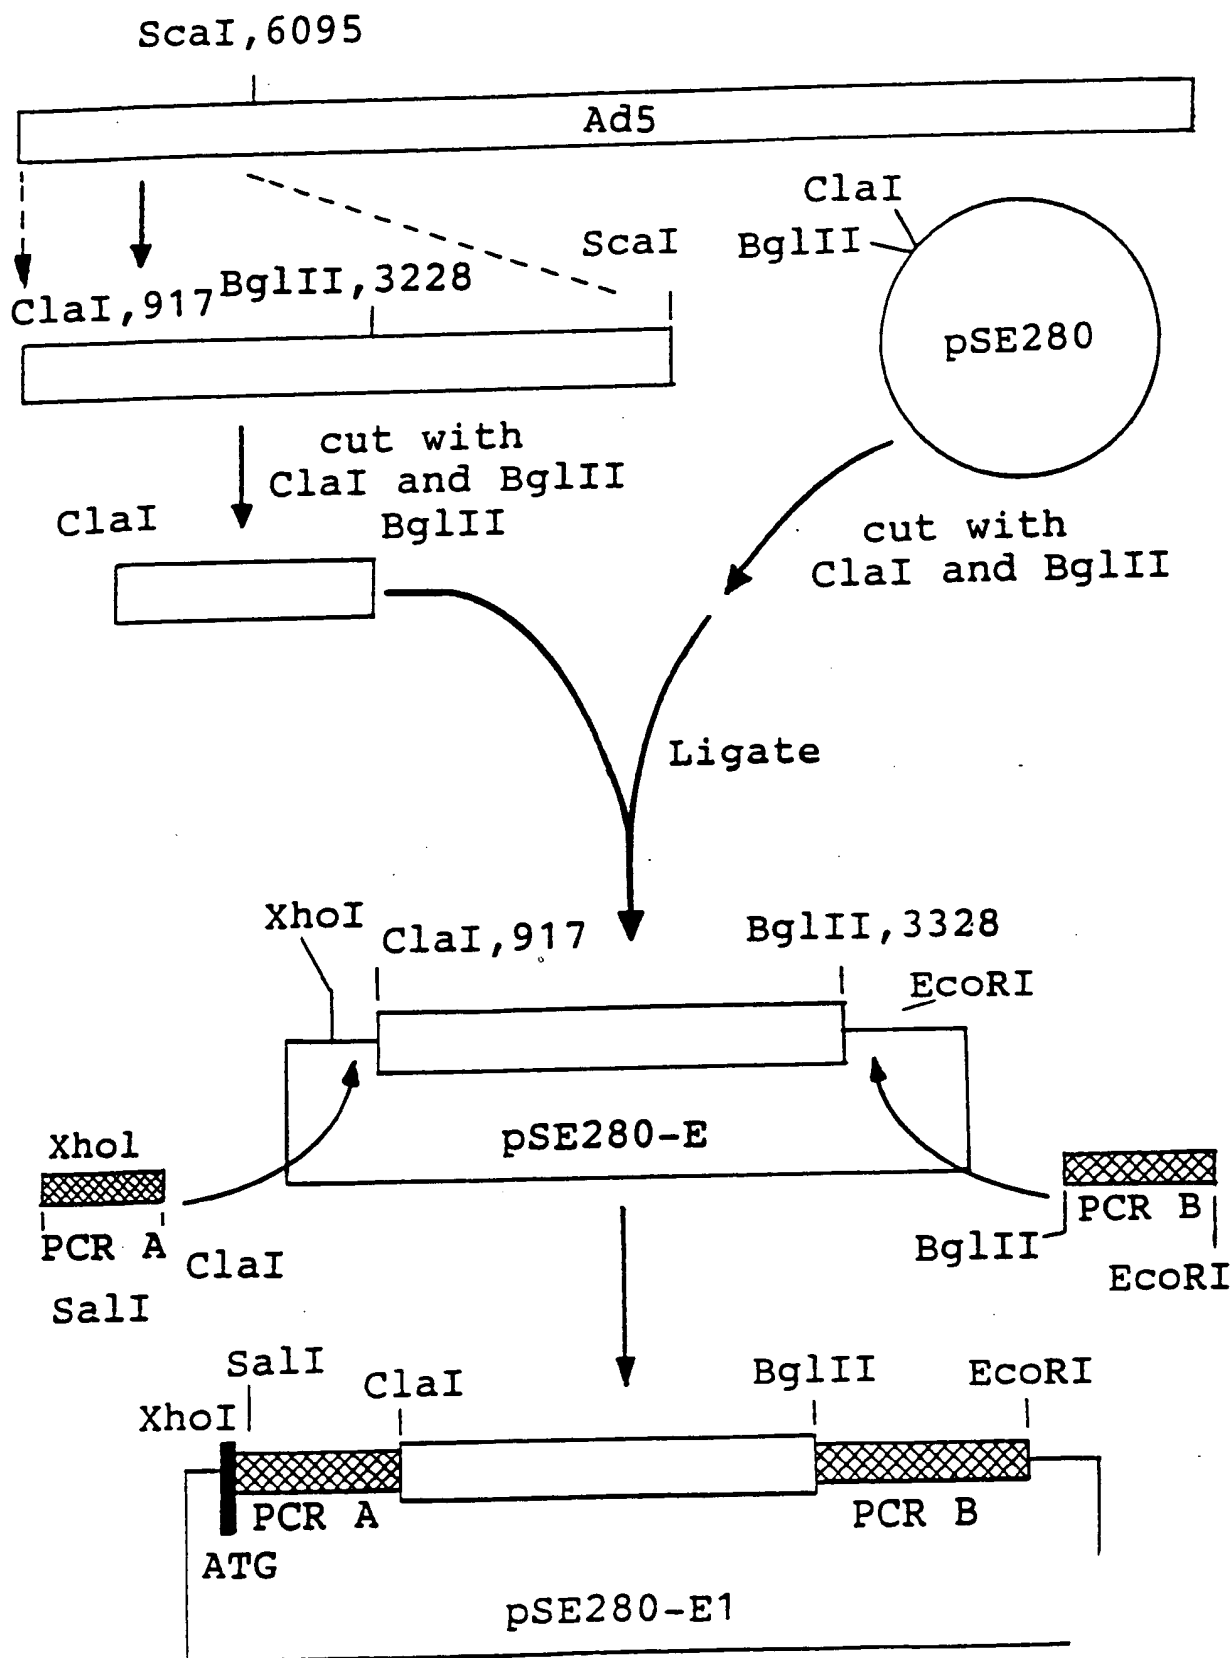 ScaI,6095
Ad5
ClaI
BglII
ScaI
BglII,3228
ClaI,917
pSE280
cut with
ClaI and BglII
ClaI
BglII
cut with
ClaI and BglII
Ligate
XhoI
ClaI,917
BglII,3328
EcoRI
pSE280-E
Xhol
PCR A
ClaI
SalI
PCR B
BglII
EcoRI
SalI
ClaI
BglII
EcoRI
XhoI
PCR A
PCR B
ATG
pSE280-E1